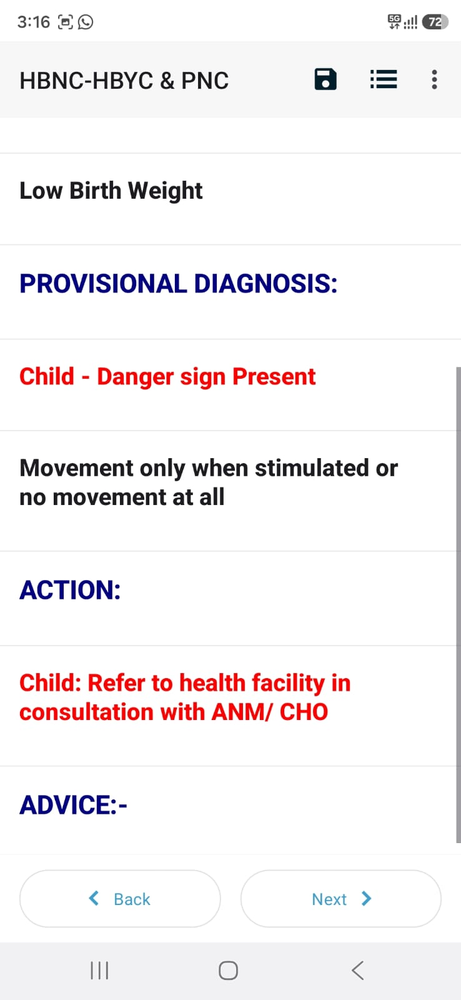 3:16
5G
72
HBNC-HBYC & PNC
Low Birth Weight
PROVISIONAL DIAGNOSIS:
Child - Danger sign Present
Movement only when stimulated or
no movement at all
ACTION:
Child: Refer to health facility in
consultation with ANM/ CHO
ADVICE:-
Back
Next